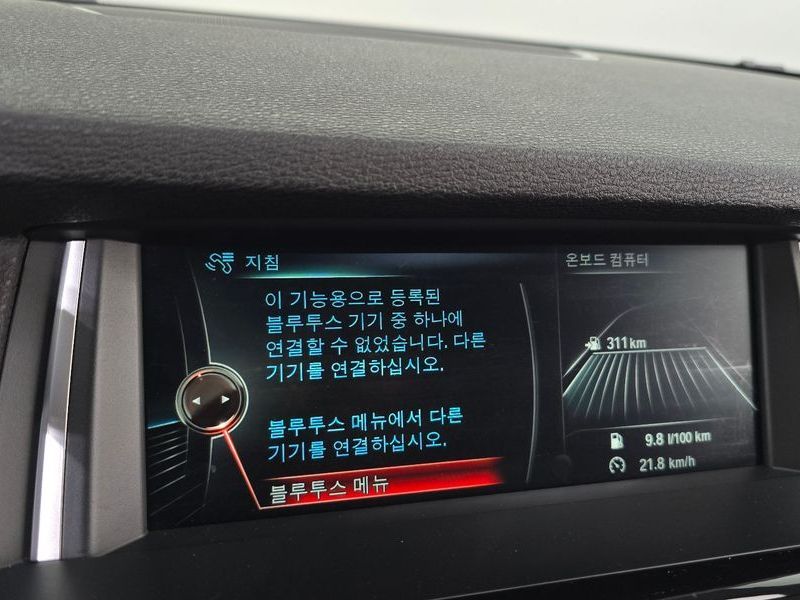 지침
이 기능용으로 등록된
블루투스 기기 중 하나에
연결할 수 없었습니다. 다른
기기를 연결하십시오.
블루투스 메뉴에서 다른
기기를 연결하십시오.
블루투스 메뉴
온보드 컴퓨터
311 km
9.8 l/100 km
21.8 km/h